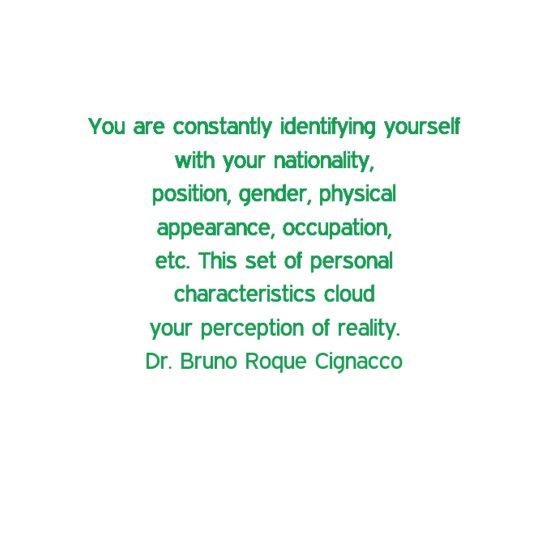 You are constantly identifying yourself
with your nationality,
position, gender, physical
appearance, occupation,
etc. This set of personal
characteristics cloud
your perception of reality.
Dr. Bruno Roque Cignacco